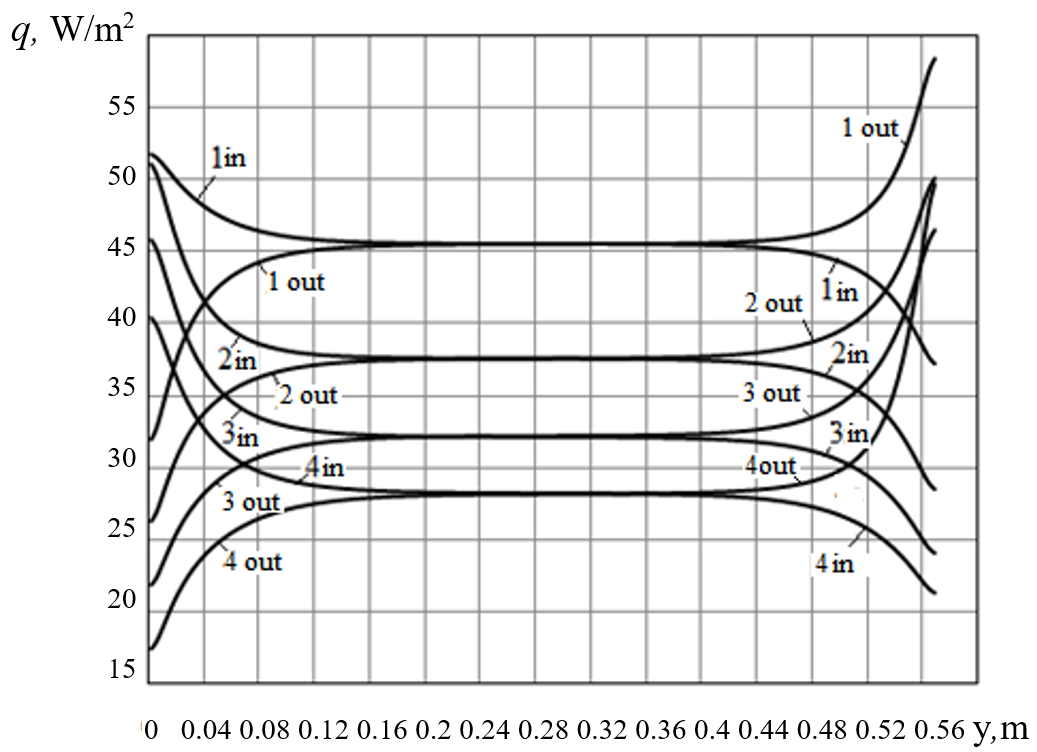 q, W/m2
55
1 out
1in
50
45
1 out
1in
2 out
40
2in
2in
35
2 out
3 out
3in
3in
30
4in
4out
3 out
25
4 out
4in
20
15
0 0.04 0.08 0.12 0.16 0.2 0.24 0.28 0.32 0.36 0.4 0.44 0.48 0.52 0.56 y,m